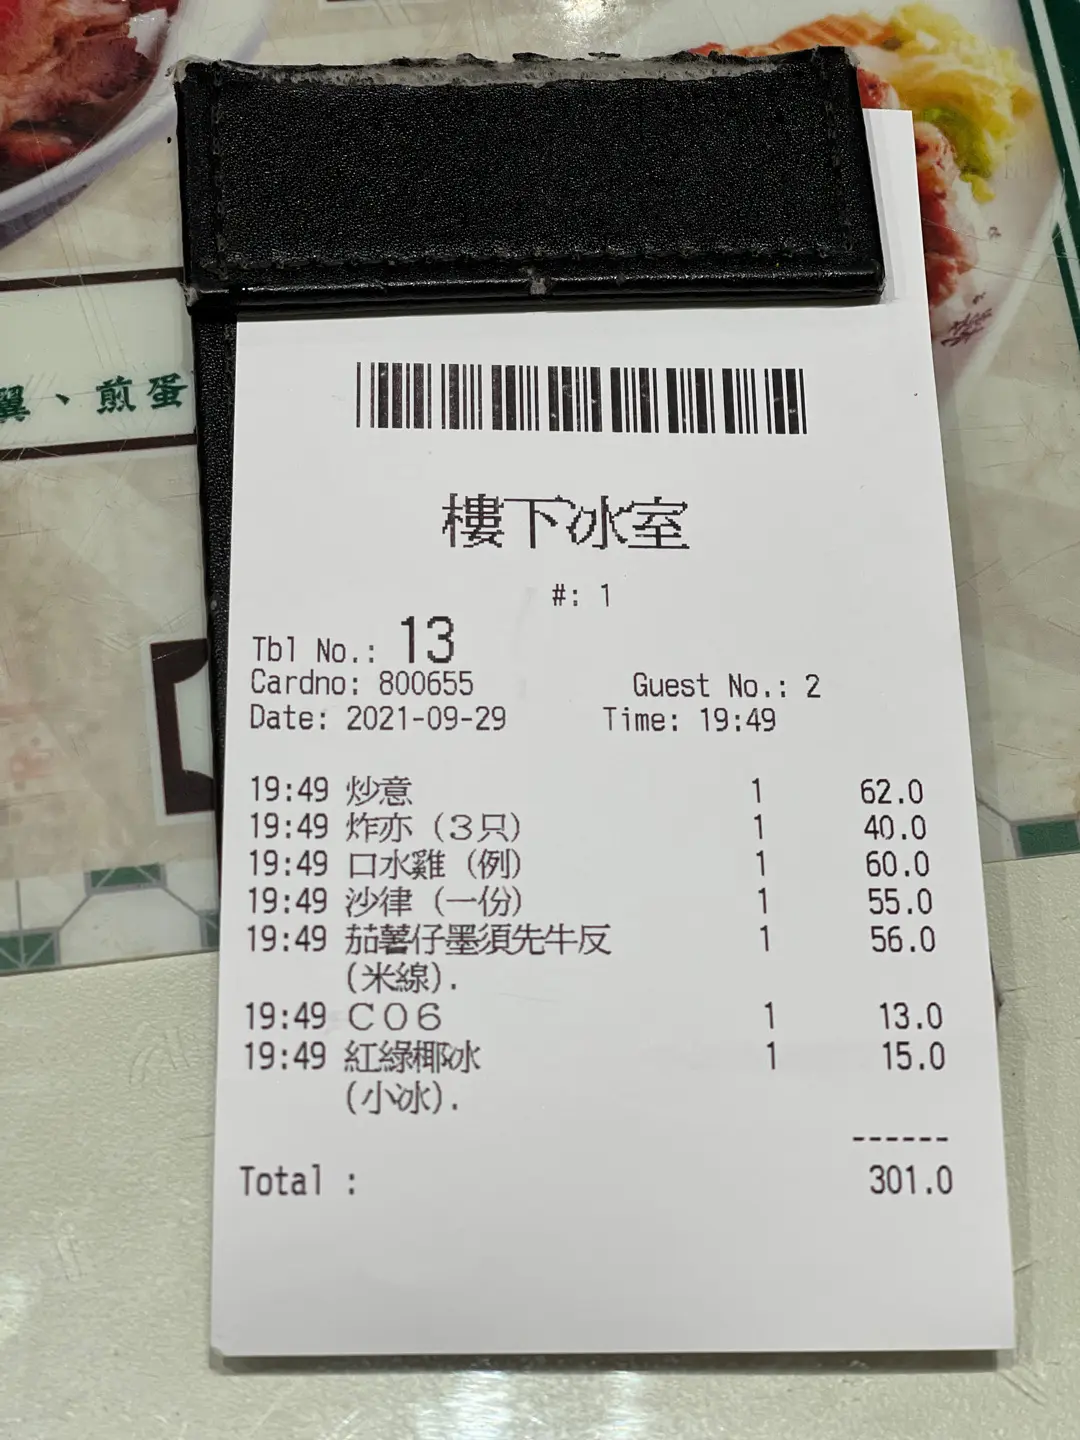 翼、煎蛋
樓下冰室
#: 1
Tbl No.: 13
Cardno: 800655 Guest No.: 2
Date: 2021-09-29 Time: 19:49
19:49 炒意 1 62.0
19:49 炸亦 (3只) 1 40.0
19:49 口水雞 (例) 1 60.0
19:49 沙律 (一份) 1 55.0
19:49 茄薯仔墨須先牛反 1 56.0
(米線).
19:49 C06 1 13.0
19:49 紅綠椰冰 1 15.0
(小冰).
------
Total : 301.0